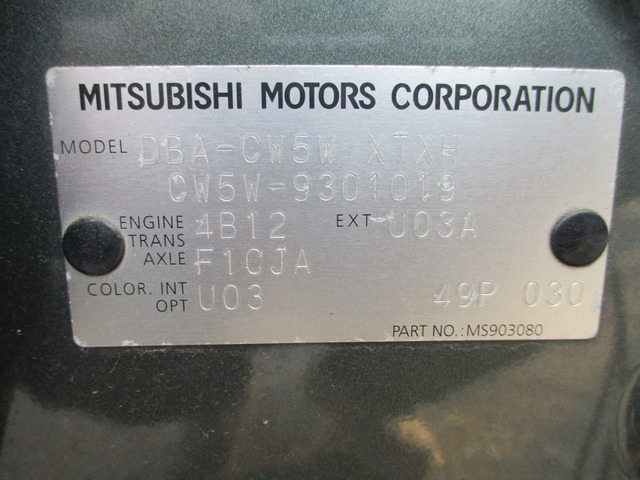 MITSUBISHI MOTORS CORPORATION
MODEL DBA-CW5W XTXH
CW5W-9301019
ENGINE 4B12 EXT U03A
TRANS
AXLE F1CJA
COLOR. INT
OPT U03 49P 030
PART NO.: MS903080